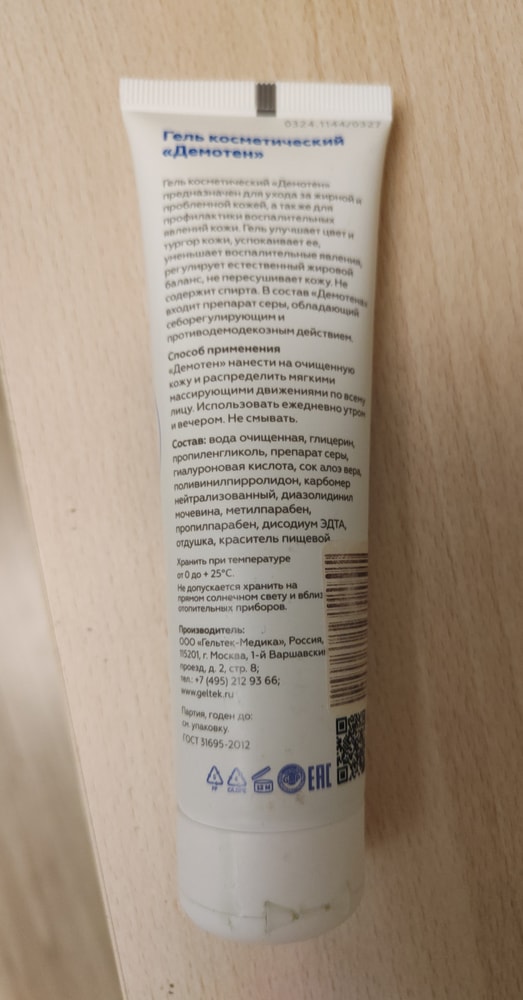 0324.1144/0327
Гель косметический
«Демотен»
Гель косметический «Демотен»
предназначен для ухода за жирной и
проблемной кожей, а также для
профилактики воспалительных
явлений кожи. Гель улучшает цвет и
тургор кожи, успокаивает ее,
уменьшает воспалительные явления,
регулирует естественный жировой
баланс, не пересушивает кожу. Не
содержит спирта. В состав «Демотена»
входит препарат серы, обладающий
себорегулирующим и
противодемодекозным действием.
Способ применения
«Демотен» нанести на очищенную
кожу и распределить мягкими
массирующими движениями по всему
лицу. Использовать ежедневно утром
и вечером. Не смывать.
Состав: вода очищенная, глицерин,
пропиленгликоль, препарат серы,
гиалуроновая кислота, сок алоэ вера,
поливинилпирролидон, карбомер
нейтрализованный, диазолидинил
мочевина, метилпарабен,
пропилпарабен, дисодиум ЭДТА,
отдушка, краситель пищевой
Хранить при температуре
от 0 до + 25°С.
Не допускается хранить на
прямом солнечном свету и вблизи
отопительных приборов.
Производитель:
ООО «Гельтек-Медика», Россия,
115201, г. Москва, 1-й Варшавский
проезд, д. 2, стр. 8;
тел.: +7 (495) 212 93 66;
www.geltek.ru
Партия, годен до:
см. упаковку.
ГОСТ 31695-2012
12 M
EAC